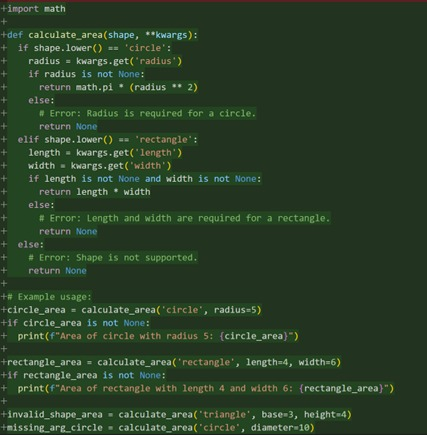 +import math
+
+def calculate_area(shape, **kwargs):
+  if shape.lower() == 'circle':
+    radius = kwargs.get('radius')
+    if radius is not None:
+      return math.pi * (radius ** 2)
+    else:
+      # Error: Radius is required for a circle.
+      return None
+  elif shape.lower() == 'rectangle':
+    length = kwargs.get('length')
+    width = kwargs.get('width')
+    if length is not None and width is not None:
+      return length * width
+    else:
+      # Error: Length and width are required for a rectangle.
+      return None
+  else:
+    # Error: Shape is not supported.
+    return None
+
+# Example usage:
+circle_area = calculate_area('circle', radius=5)
+if circle_area is not None:
+  print(f"Area of circle with radius 5: {circle_area}")
+
+rectangle_area = calculate_area('rectangle', length=4, width=6)
+if rectangle_area is not None:
+  print(f"Area of rectangle with length 4 and width 6: {rectangle_area}")
+
+invalid_shape_area = calculate_area('triangle', base=3, height=4)
+missing_arg_circle = calculate_area('circle', diameter=10)